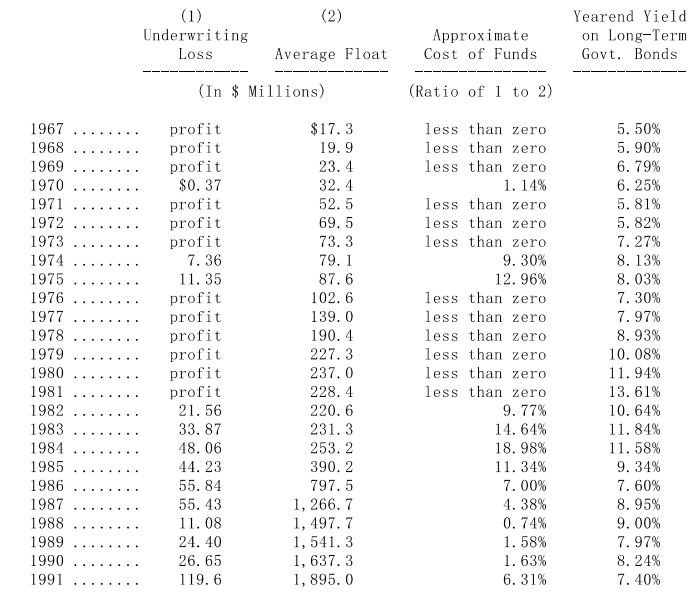 (1) (2) Yearend Yield
Underwriting Approximate on Long-Term
Loss Average Float Cost of Funds Govt. Bonds
------------ ------------- --------------- -------------
(In $ Millions) (Ratio of 1 to 2)
1967 ........ profit $17.3 less than zero 5.50%
1968 ........ profit 19.9 less than zero 5.90%
1969 ........ profit 23.4 less than zero 6.79%
1970 ........ $0.37 32.4 1.14% 6.25%
1971 ........ profit 52.5 less than zero 5.81%
1972 ........ profit 69.5 less than zero 5.82%
1973 ........ profit 73.3 less than zero 7.27%
1974 ........ 7.36 79.1 9.30% 8.13%
1975 ........ 11.35 87.6 12.96% 8.03%
1976 ........ profit 102.6 less than zero 7.30%
1977 ........ profit 139.0 less than zero 7.97%
1978 ........ profit 190.4 less than zero 8.93%
1979 ........ profit 227.3 less than zero 10.08%
1980 ........ profit 237.0 less than zero 11.94%
1981 ........ profit 228.4 less than zero 13.61%
1982 ........ 21.56 220.6 9.77% 10.64%
1983 ........ 33.87 231.3 14.64% 11.84%
1984 ........ 48.06 253.2 18.98% 11.58%
1985 ........ 44.23 390.2 11.34% 9.34%
1986 ........ 55.84 797.5 7.00% 7.60%
1987 ........ 55.43 1,266.7 4.38% 8.95%
1988 ........ 11.08 1,497.7 0.74% 9.00%
1989 ........ 24.40 1,541.3 1.58% 7.97%
1990 ........ 26.65 1,637.3 1.63% 8.24%
1991 ........ 119.6 1,895.0 6.31% 7.40%